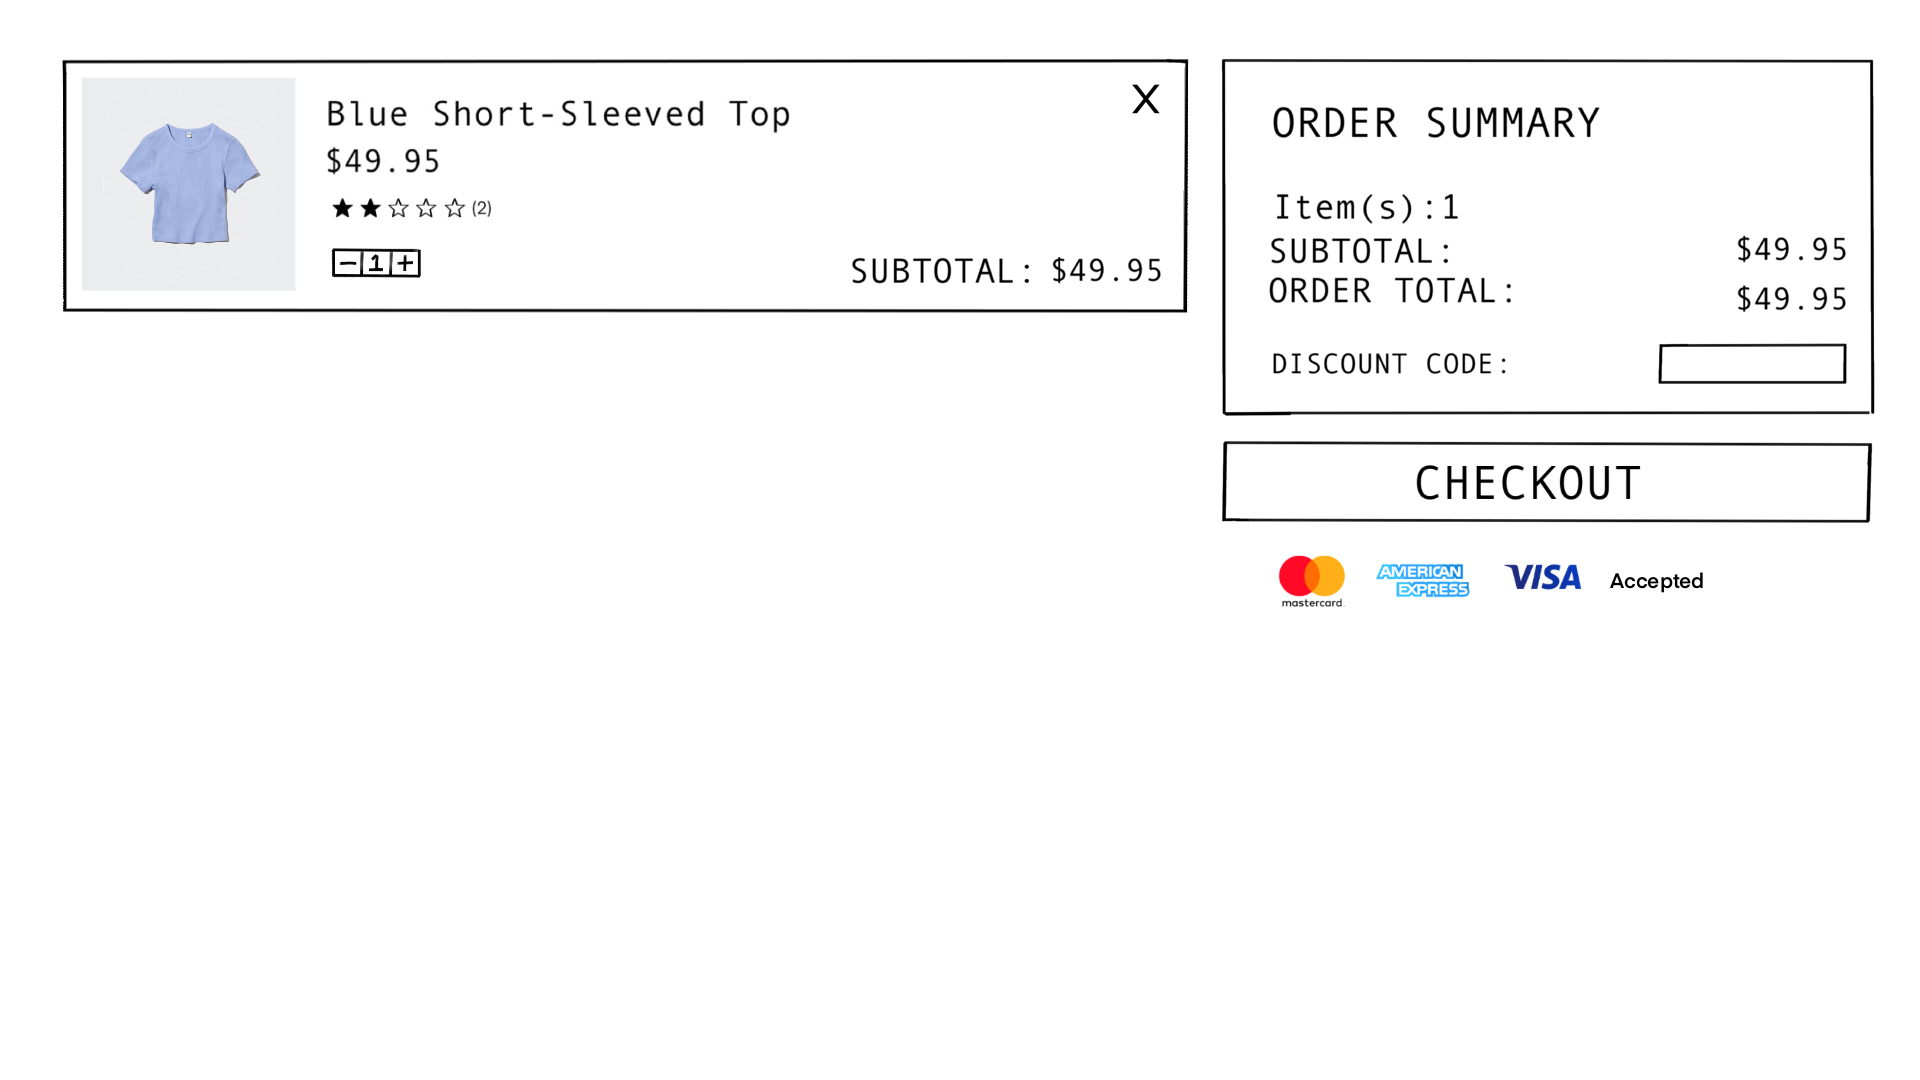 Blue Short-Sleeved Top
X
$49.95
(2)
− 1 +
SUBTOTAL: $49.95
ORDER SUMMARY
Item(s):1
SUBTOTAL: $49.95
ORDER TOTAL: $49.95
DISCOUNT CODE:
CHECKOUT
mastercard. AMERICAN EXPRESS VISA Accepted